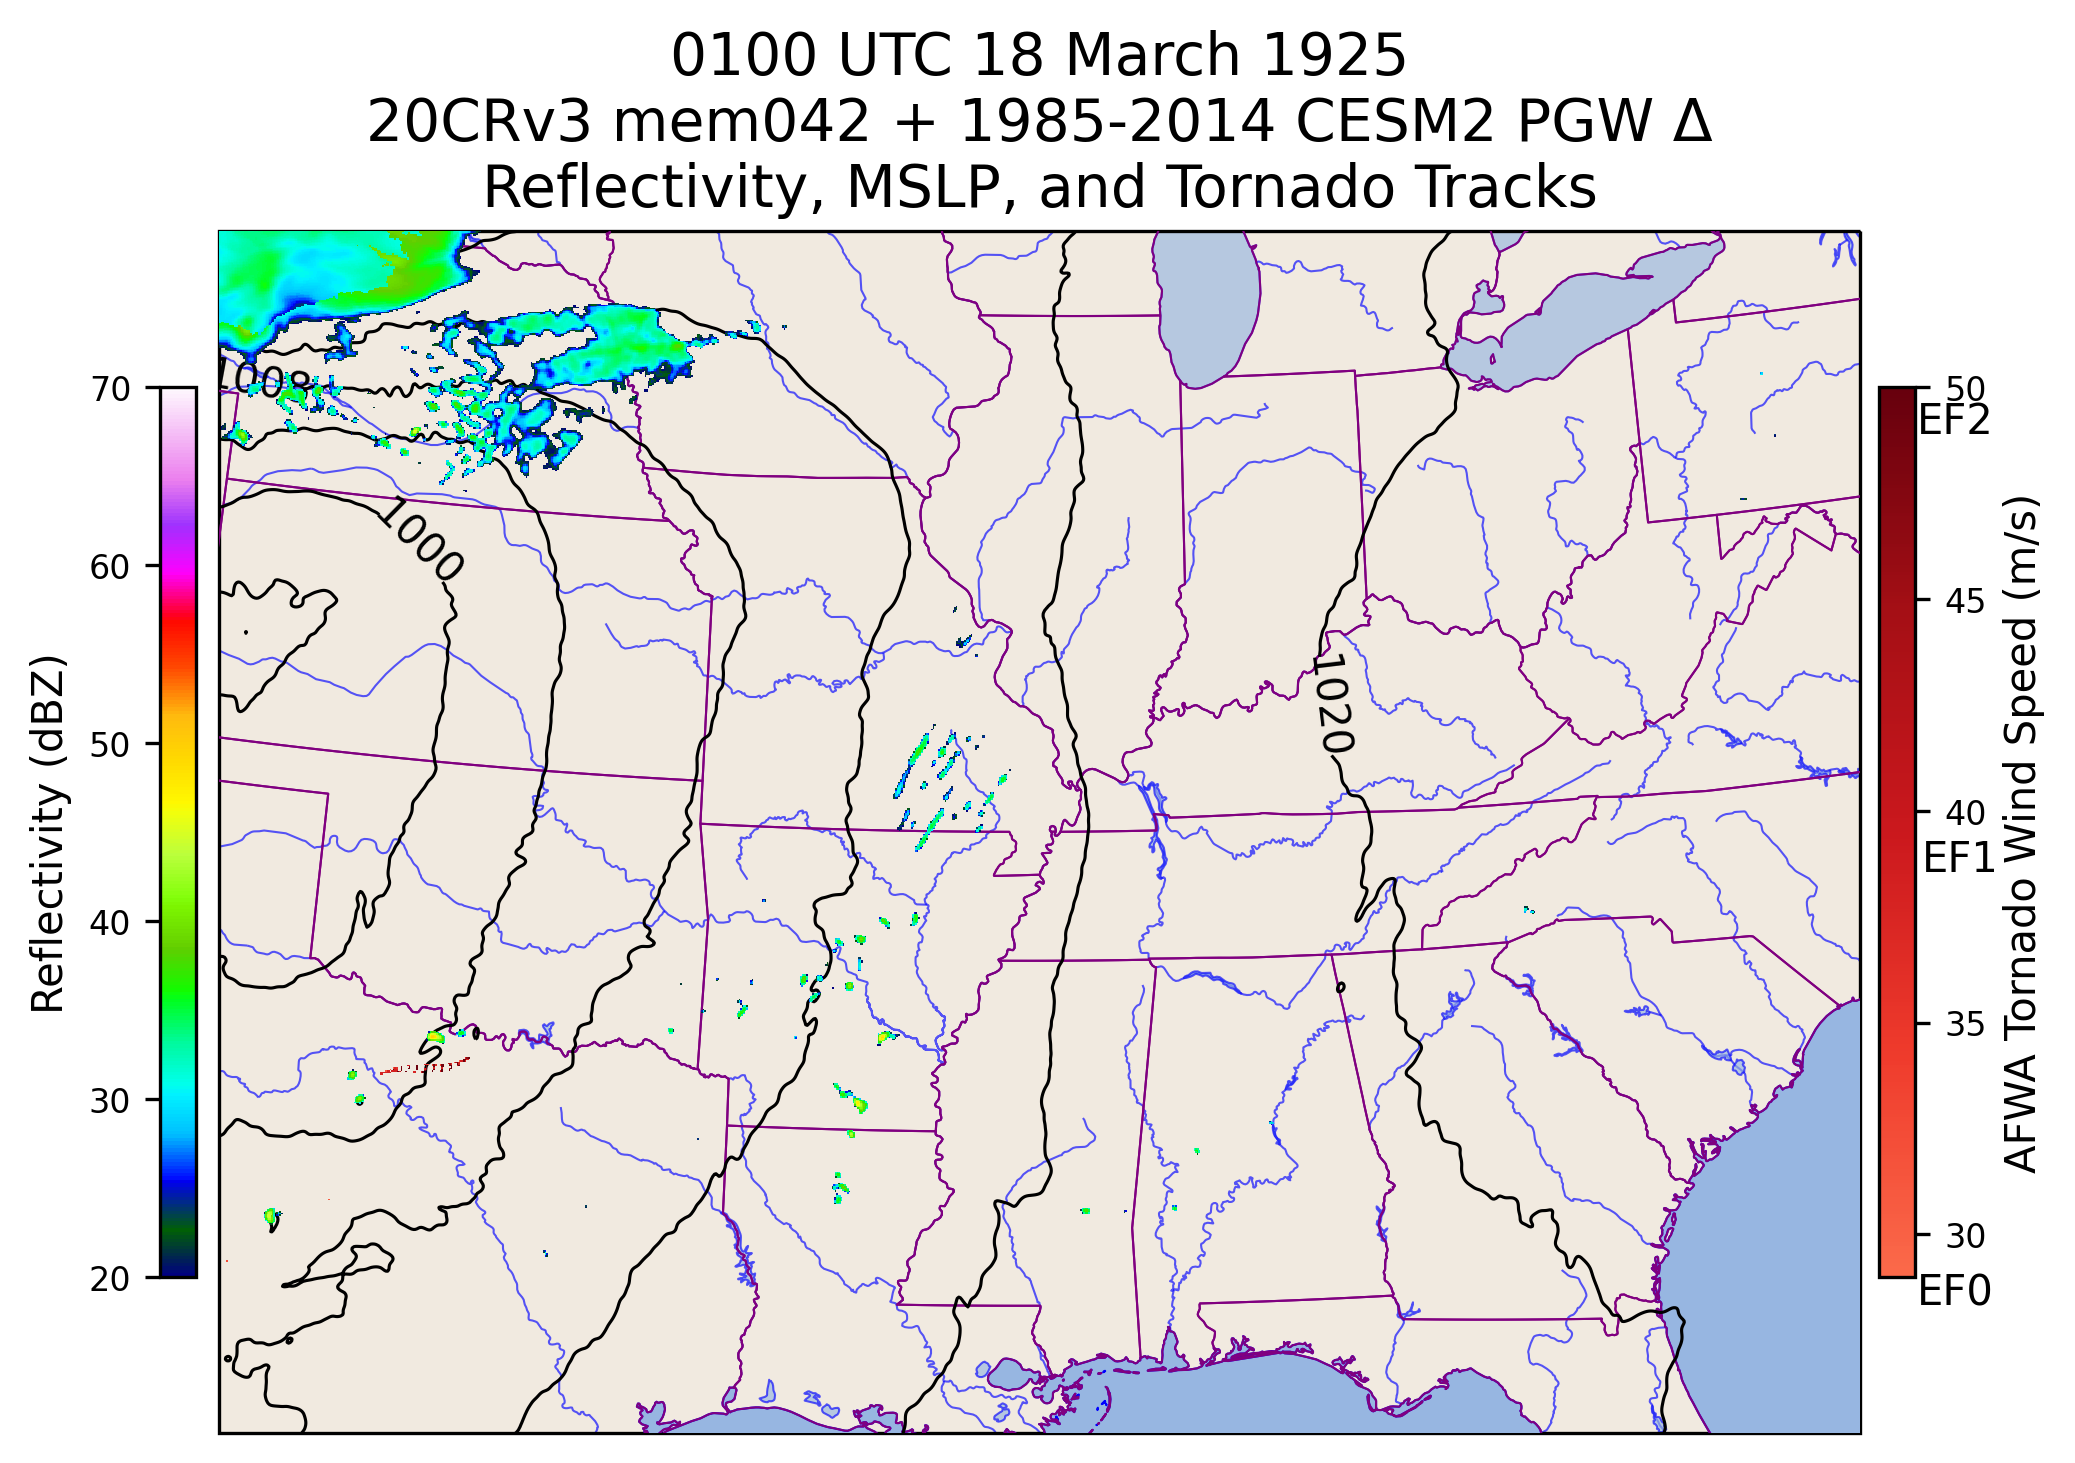 0100 UTC 18 March 1925
20CRv3 mem042 + 1985-2014 CESM2 PGW Δ
Reflectivity, MSLP, and Tornado Tracks
1008
1000
1020
70
60
50
40
30
20
Reflectivity (dBZ)
50
EF2
45
40
EF1
35
30
EF0
AFWA Tornado Wind Speed (m/s)